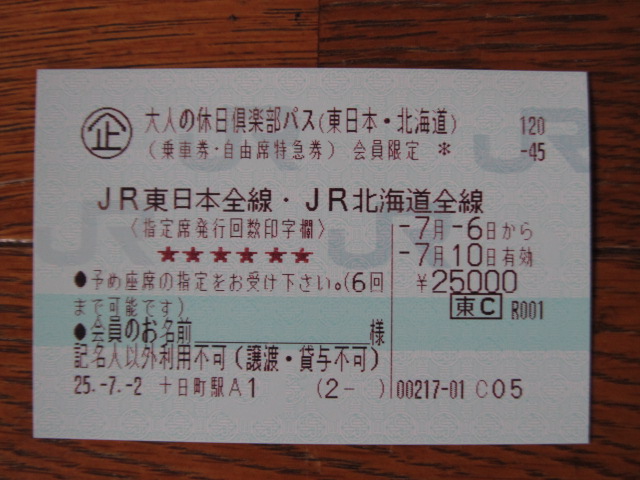 企 大人の休日倶楽部パス(東日本・北海道) 120
(乗車券・自由席特急券) 会員限定 * -45
JR東日本全線・JR北海道全線
〈指定席発行回数印字欄〉 -7月-6日から
★★★★★★ -7月10日有効
●予め座席の指定をお受け下さい。(6回 ¥25000
まで可能です) 東C R001
●会員のお名前 様
記名人以外利用不可(譲渡・貸与不可)
25.-7.-2 十日町駅A1 (2- ) 00217-01 C05